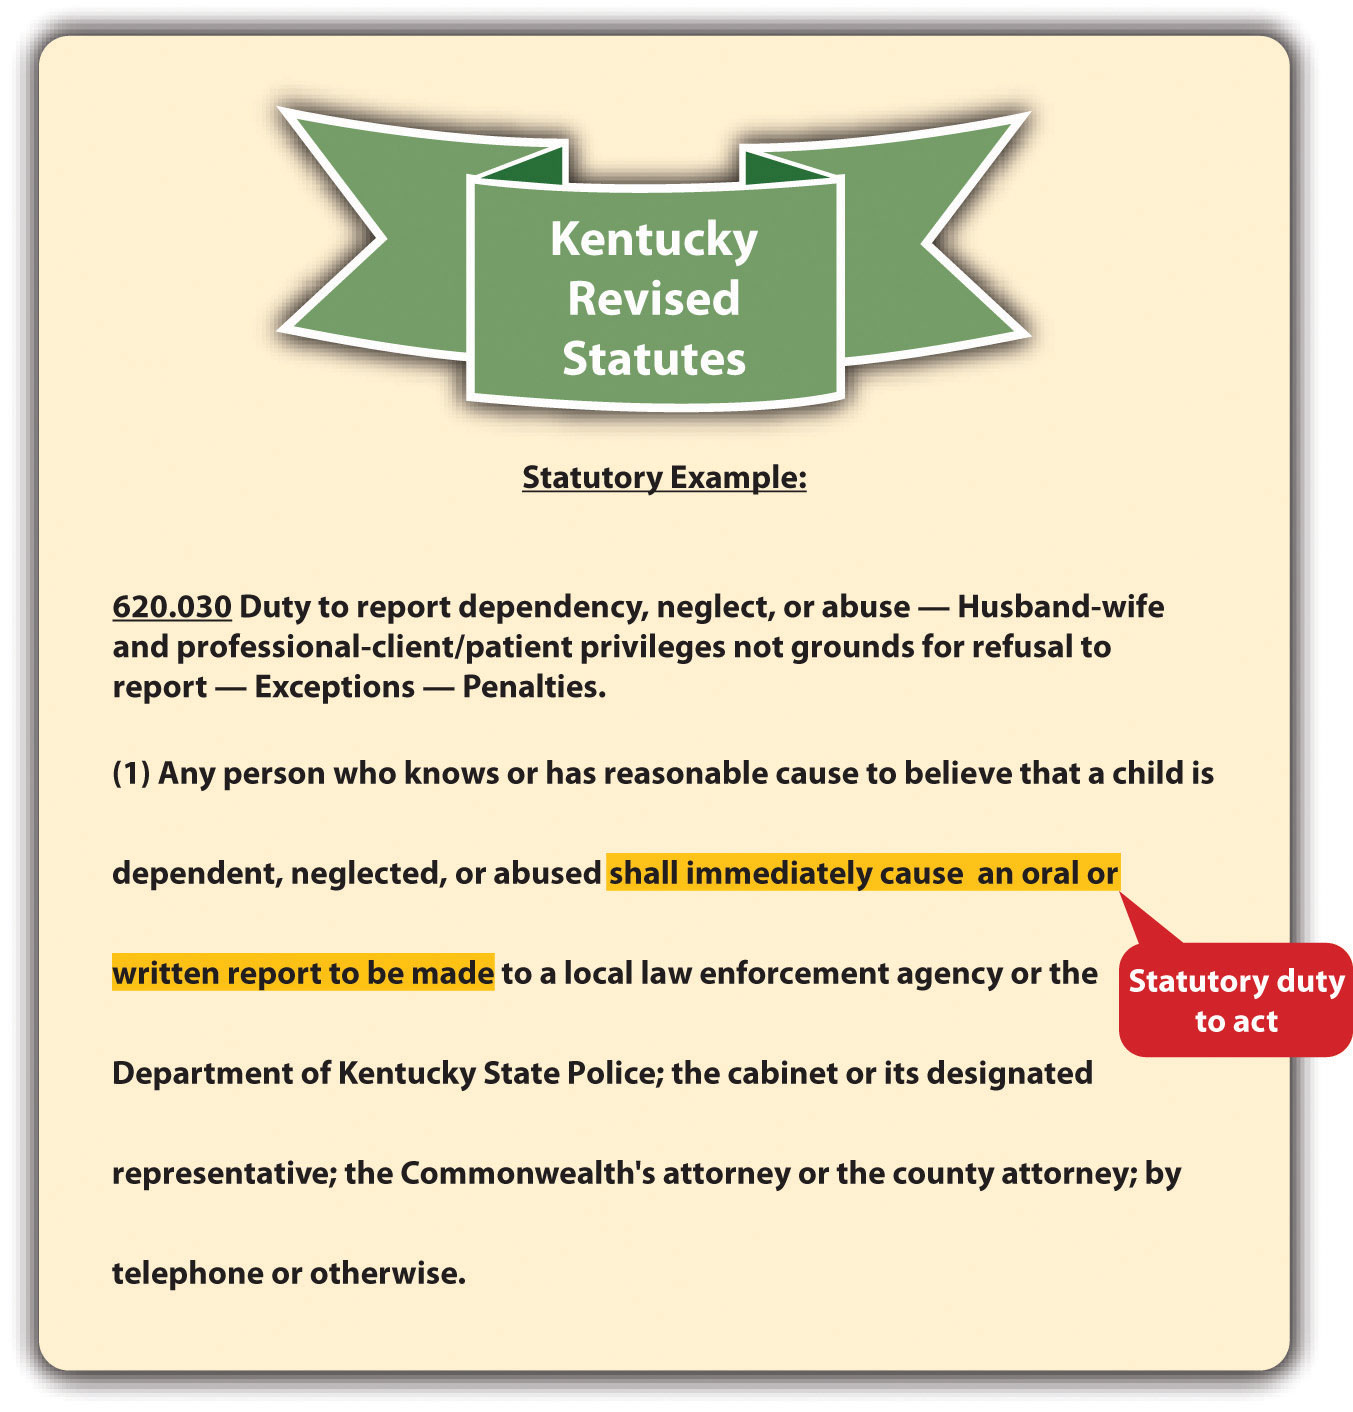 Kentucky
Revised
Statutes
Statutory Example:
620.030 Duty to report dependency, neglect, or abuse — Husband-wife
and professional-client/patient privileges not grounds for refusal to
report — Exceptions — Penalties.
(1) Any person who knows or has reasonable cause to believe that a child is
dependent, neglected, or abused shall immediately cause an oral or
written report to be made to a local law enforcement agency or the
Statutory duty
to act
Department of Kentucky State Police; the cabinet or its designated
representative; the Commonwealth's attorney or the county attorney; by
telephone or otherwise.